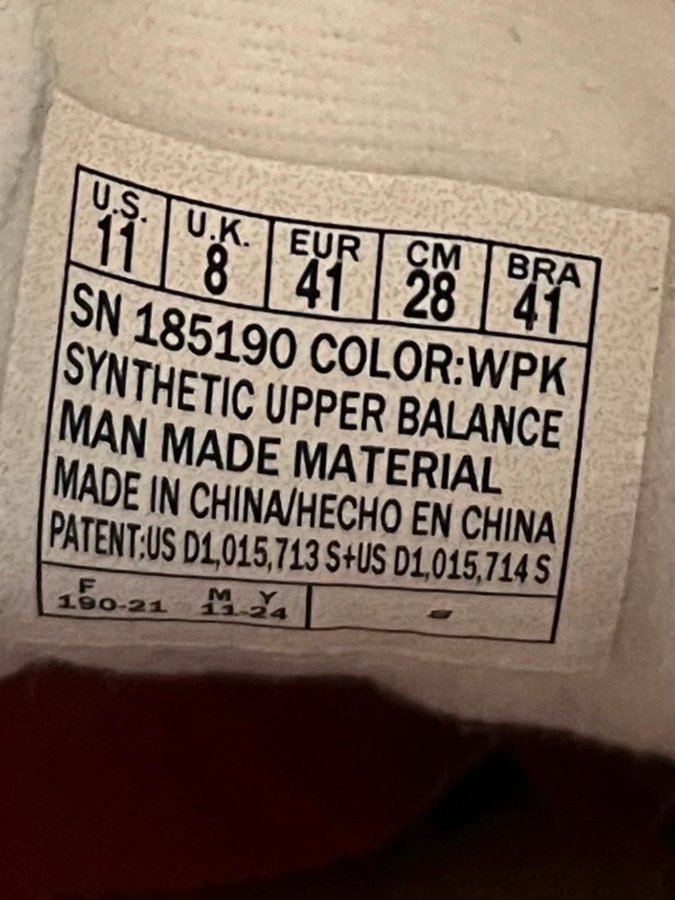 U.S. U.K. EUR CM BRA
11 8 41 28 41
SN 185190 COLOR:WPK
SYNTHETIC UPPER BALANCE
MAN MADE MATERIAL
MADE IN CHINA/HECHO EN CHINA
PATENT:US D1,015,713 S+US D1,015,714 S
F M Y
190-21 11-24